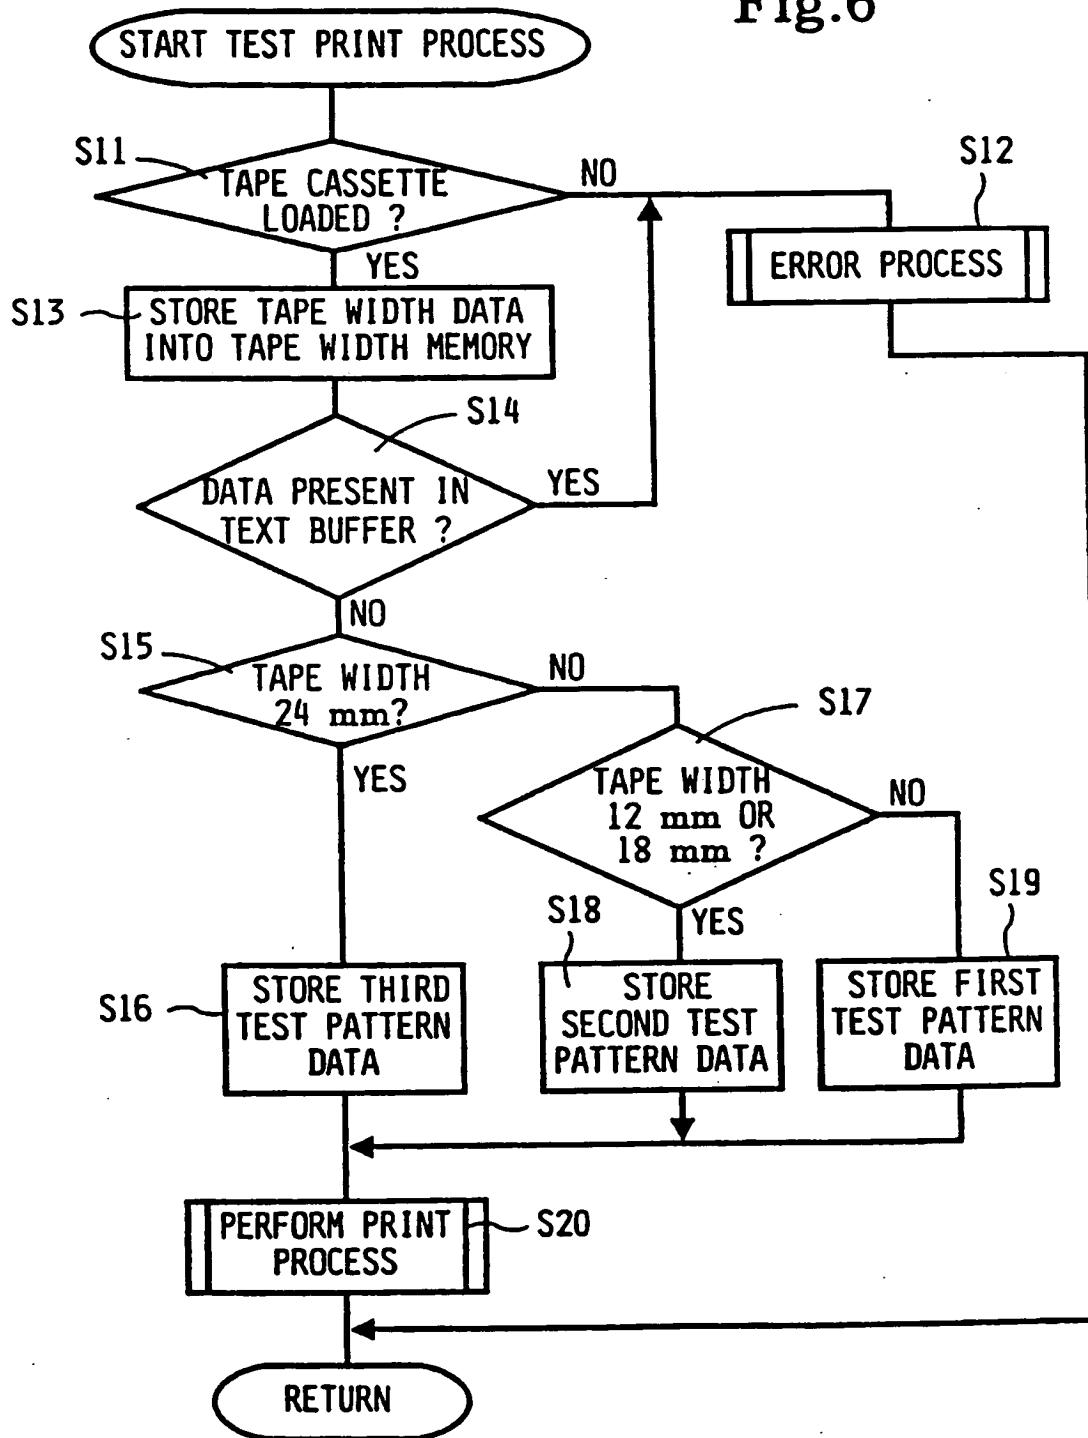 Fig.6
START TEST PRINT PROCESS
S11
TAPE CASSETTE
LOADED ?
NO
S12
ERROR PROCESS
YES
S13
STORE TAPE WIDTH DATA
INTO TAPE WIDTH MEMORY
S14
DATA PRESENT IN
TEXT BUFFER ?
YES
NO
S15
TAPE WIDTH
24 mm?
NO
S17
YES
TAPE WIDTH
12 mm OR
18 mm ?
NO
S18
YES
S19
S16
STORE THIRD
TEST PATTERN
DATA
STORE
SECOND TEST
PATTERN DATA
STORE FIRST
TEST PATTERN
DATA
PERFORM PRINT
PROCESS
S20
RETURN